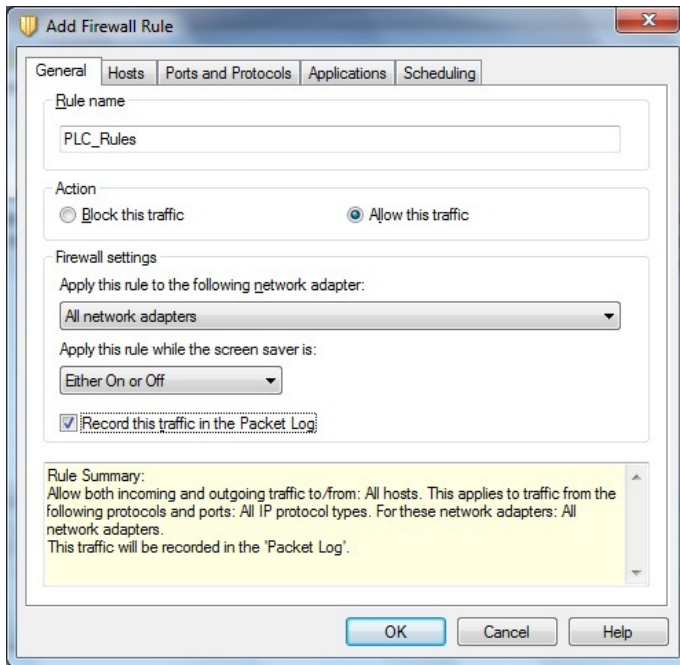 Add Firewall Rule
General Hosts Ports and Protocols Applications Scheduling
Rule name
PLC_Rules
Action
Block this traffic Allow this traffic
Firewall settings
Apply this rule to the following network adapter:
All network adapters
Apply this rule while the screen saver is:
Either On or Off
Record this traffic in the Packet Log
Rule Summary:
Allow both incoming and outgoing traffic to/from: All hosts. This applies to traffic from the
following protocols and ports: All IP protocol types. For these network adapters: All
network adapters.
This traffic will be recorded in the 'Packet Log'.
OK Cancel Help